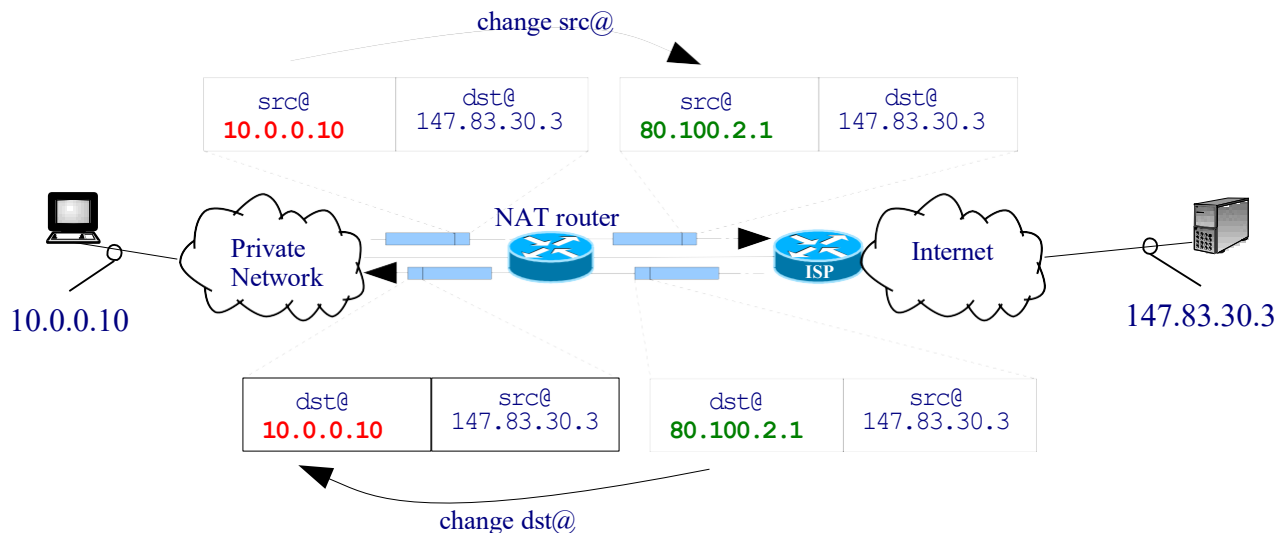 change src@
src@
10.0.0.10
dst@
147.83.30.3
src@
80.100.2.1
dst@
147.83.30.3
NAT router
Private
Network
Internet
ISP
10.0.0.10
147.83.30.3
dst@
10.0.0.10
src@
147.83.30.3
dst@
80.100.2.1
src@
147.83.30.3
change dst@